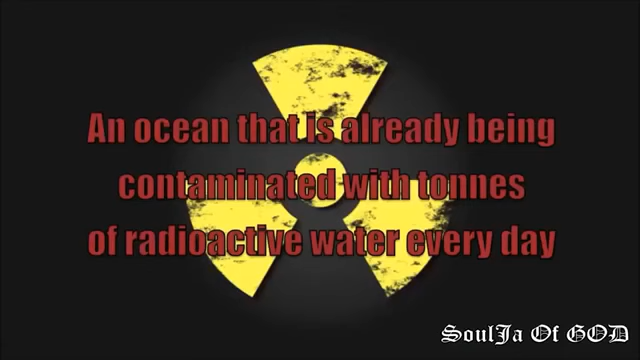 An ocean that is already being
contaminated with tonnes
of radioactive water every day
SoulJa Of GOD